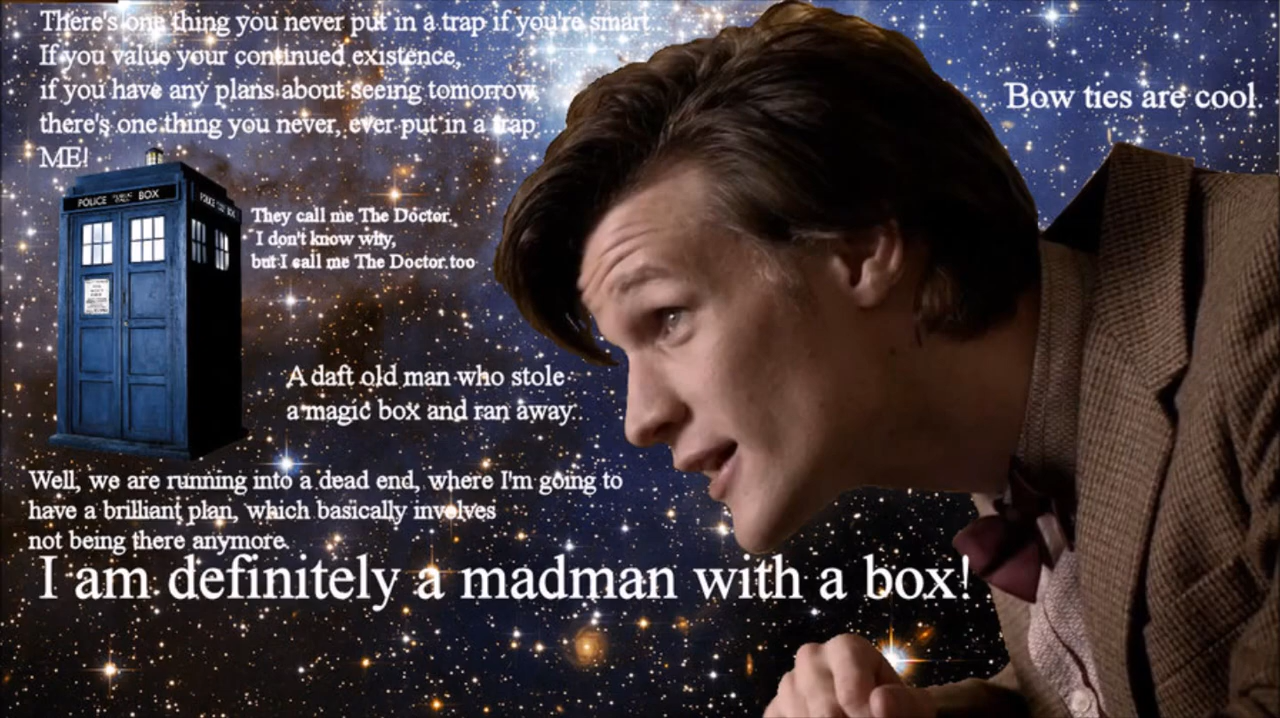 There's one thing you never put in a trap if you're smart.
If you value your continued existence,
if you have any plans about seeing tomorrow,
there's one thing you never, ever put in a trap ...
ME!
Bow ties are cool.
POLICE PUBLIC CALL BOX
They call me The Doctor.
I don't know why,
but I call me The Doctor too
A daft old man who stole
a magic box and ran away.
Well, we are running into a dead end, where I'm going to
have a brilliant plan, which basically involves
not being there anymore.
I am definitely a madman with a box!